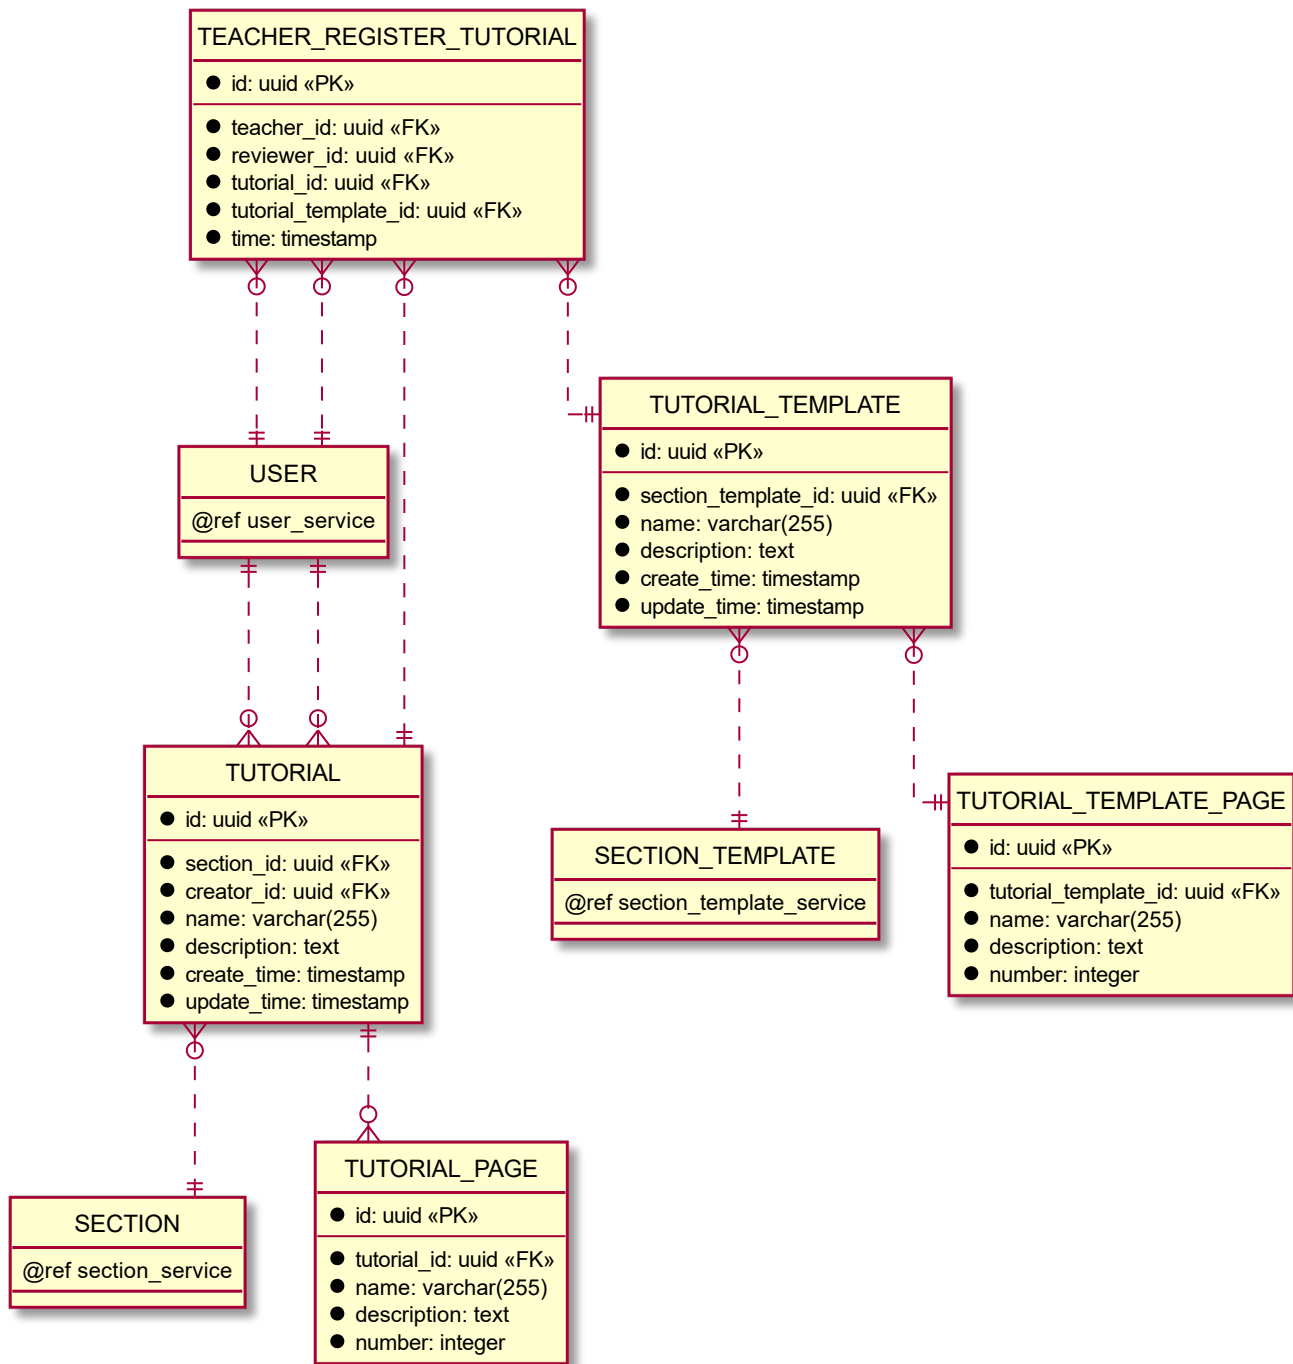 TEACHER_REGISTER_TUTORIAL
id: uuid «PK»
teacher_id: uuid «FK»
reviewer_id: uuid «FK»
tutorial_id: uuid «FK»
tutorial_template_id: uuid «FK»
time: timestamp
TUTORIAL_TEMPLATE
id: uuid «PK»
section_template_id: uuid «FK»
name: varchar(255)
description: text
create_time: timestamp
update_time: timestamp
USER
@ref user_service
TUTORIAL
id: uuid «PK»
section_id: uuid «FK»
creator_id: uuid «FK»
name: varchar(255)
description: text
create_time: timestamp
update_time: timestamp
SECTION_TEMPLATE
@ref section_template_service
TUTORIAL_TEMPLATE_PAGE
id: uuid «PK»
tutorial_template_id: uuid «FK»
name: varchar(255)
description: text
number: integer
SECTION
@ref section_service
TUTORIAL_PAGE
id: uuid «PK»
tutorial_id: uuid «FK»
name: varchar(255)
description: text
number: integer